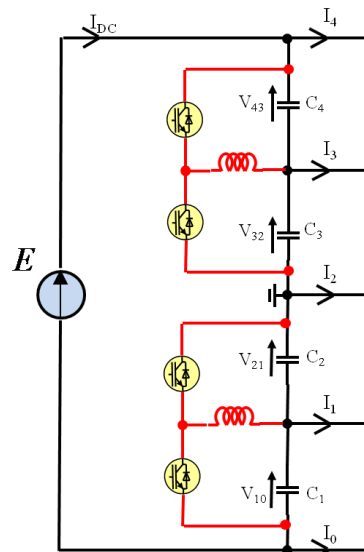 I_DC I_4
V_43 C_4
I_3
V_32 C_3
E
I_2
V_21 C_2
I_1
V_10 C_1
I_0